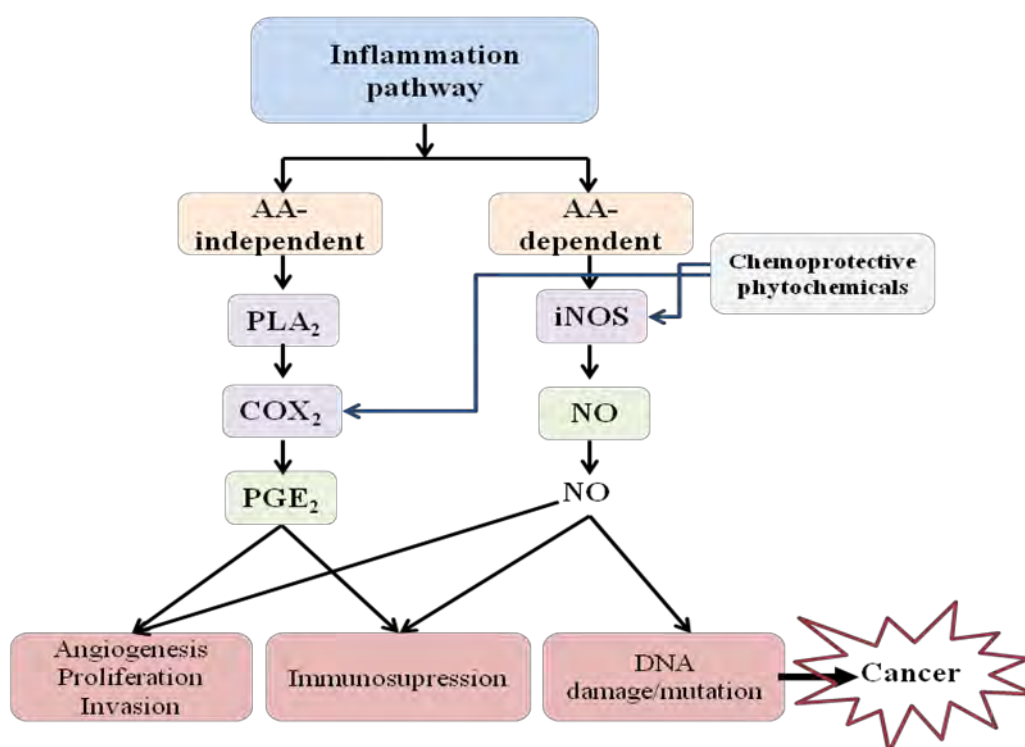 Inflammation
pathway
AA-
independent
AA-
dependent
Chemoprotective
phytochemicals
PLA₂
iNOS
COX₂
NO
PGE₂
NO
Angiogenesis
Proliferation
Invasion
Immunosupression
DNA
damage/mutation
Cancer